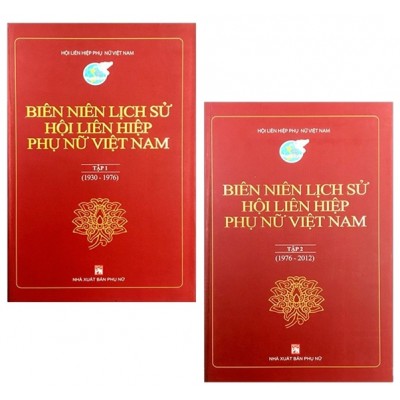 HỘI LIÊN HIỆP PHỤ NỮ VIỆT NAM
BIÊN NIÊN LỊCH SỬ
HỘI LIÊN HIỆP
PHỤ NỮ VIỆT NAM
TẬP 1
(1930 - 1976)
NHÀ XUẤT BẢN PHỤ NỮ
HỘI LIÊN HIỆP PHỤ NỮ VIỆT NAM
BIÊN NIÊN LỊCH SỬ
HỘI LIÊN HIỆP
PHỤ NỮ VIỆT NAM
TẬP 2
(1976 - 2012)
NHÀ XUẤT BẢN PHỤ NỮ